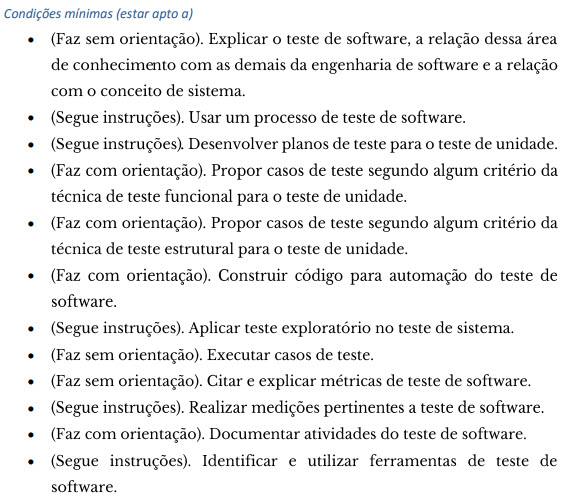 Condições mínimas (estar apto a)
• (Faz sem orientação). Explicar o teste de software, a relação dessa área
de conhecimento com as demais da engenharia de software e a relação
com o conceito de sistema.
• (Segue instruções). Usar um processo de teste de software.
• (Segue instruções). Desenvolver planos de teste para o teste de unidade.
• (Faz com orientação). Propor casos de teste segundo algum critério da
técnica de teste funcional para o teste de unidade.
• (Faz com orientação). Propor casos de teste segundo algum critério da
técnica de teste estrutural para o teste de unidade.
• (Faz com orientação). Construir código para automação do teste de
software.
• (Segue instruções). Aplicar teste exploratório no teste de sistema.
• (Faz sem orientação). Executar casos de teste.
• (Faz sem orientação). Citar e explicar métricas de teste de software.
• (Segue instruções). Realizar medições pertinentes a teste de software.
• (Faz com orientação). Documentar atividades do teste de software.
• (Segue instruções). Identificar e utilizar ferramentas de teste de
software.